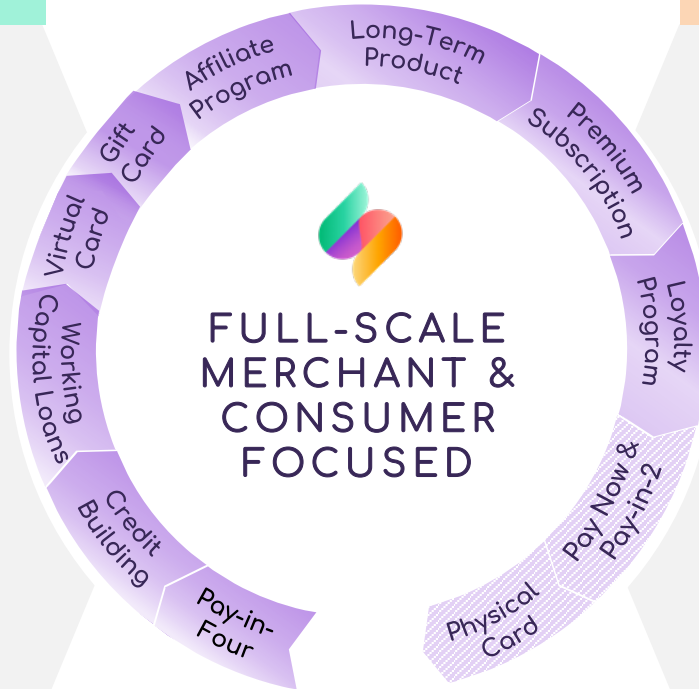 Long-Term
Product
Premium
Subscription
Loyalty
Program
Pay Now &
Pay-in-2
Physical
Card
Pay-in-
Four
Credit
Building
Working
Capital Loans
Virtual
Card
Gift
Card
Affiliate
Program
FULL-SCALE
MERCHANT &
CONSUMER
FOCUSED